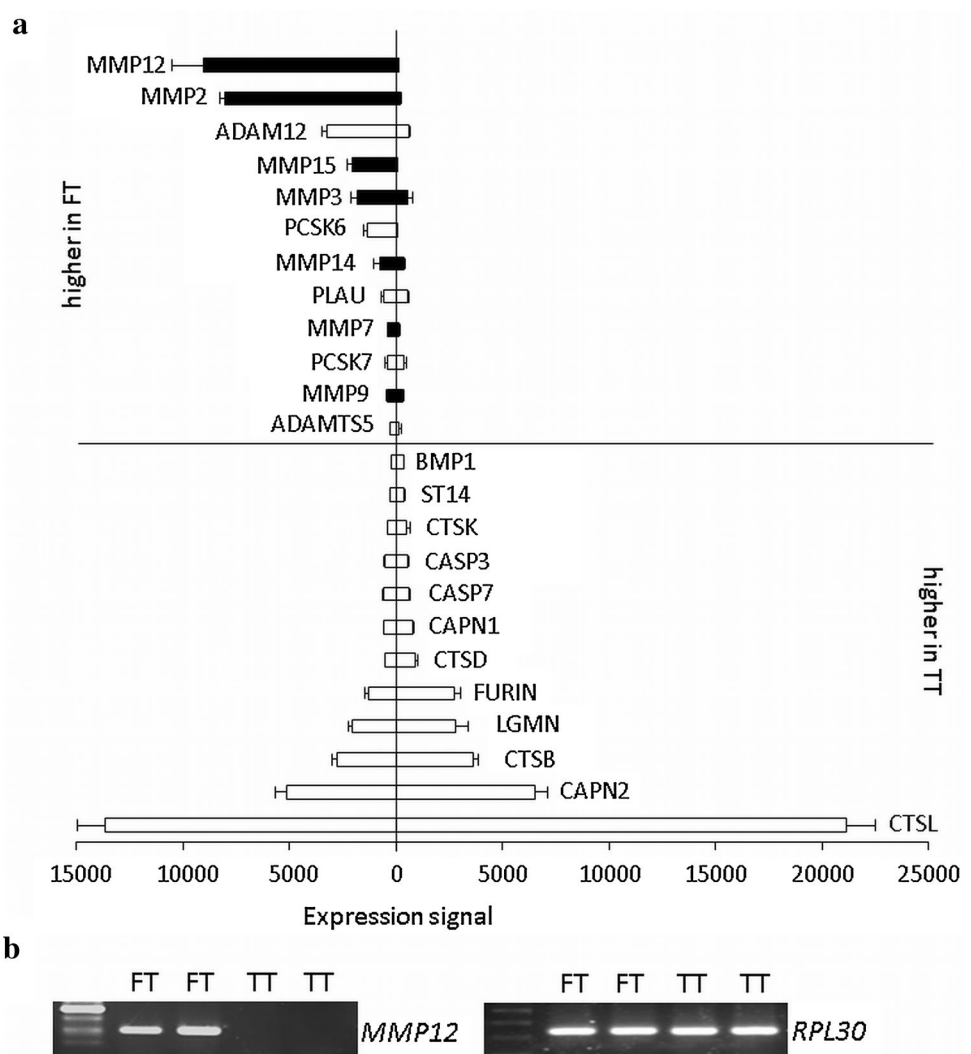 a
MMP12
MMP2
ADAM12
MMP15
MMP3
PCSK6
MMP14
PLAU
MMP7
PCSK7
MMP9
ADAMTS5
higher in FT
BMP1
ST14
CTSK
CASP3
CASP7
CAPN1
CTSD
FURIN
LGMN
CTSB
CAPN2
CTSL
higher in TT
15000 10000 5000 0 5000 10000 15000 20000 25000
Expression signal
b
FT FT TT TT
MMP12
FT FT TT TT
RPL30